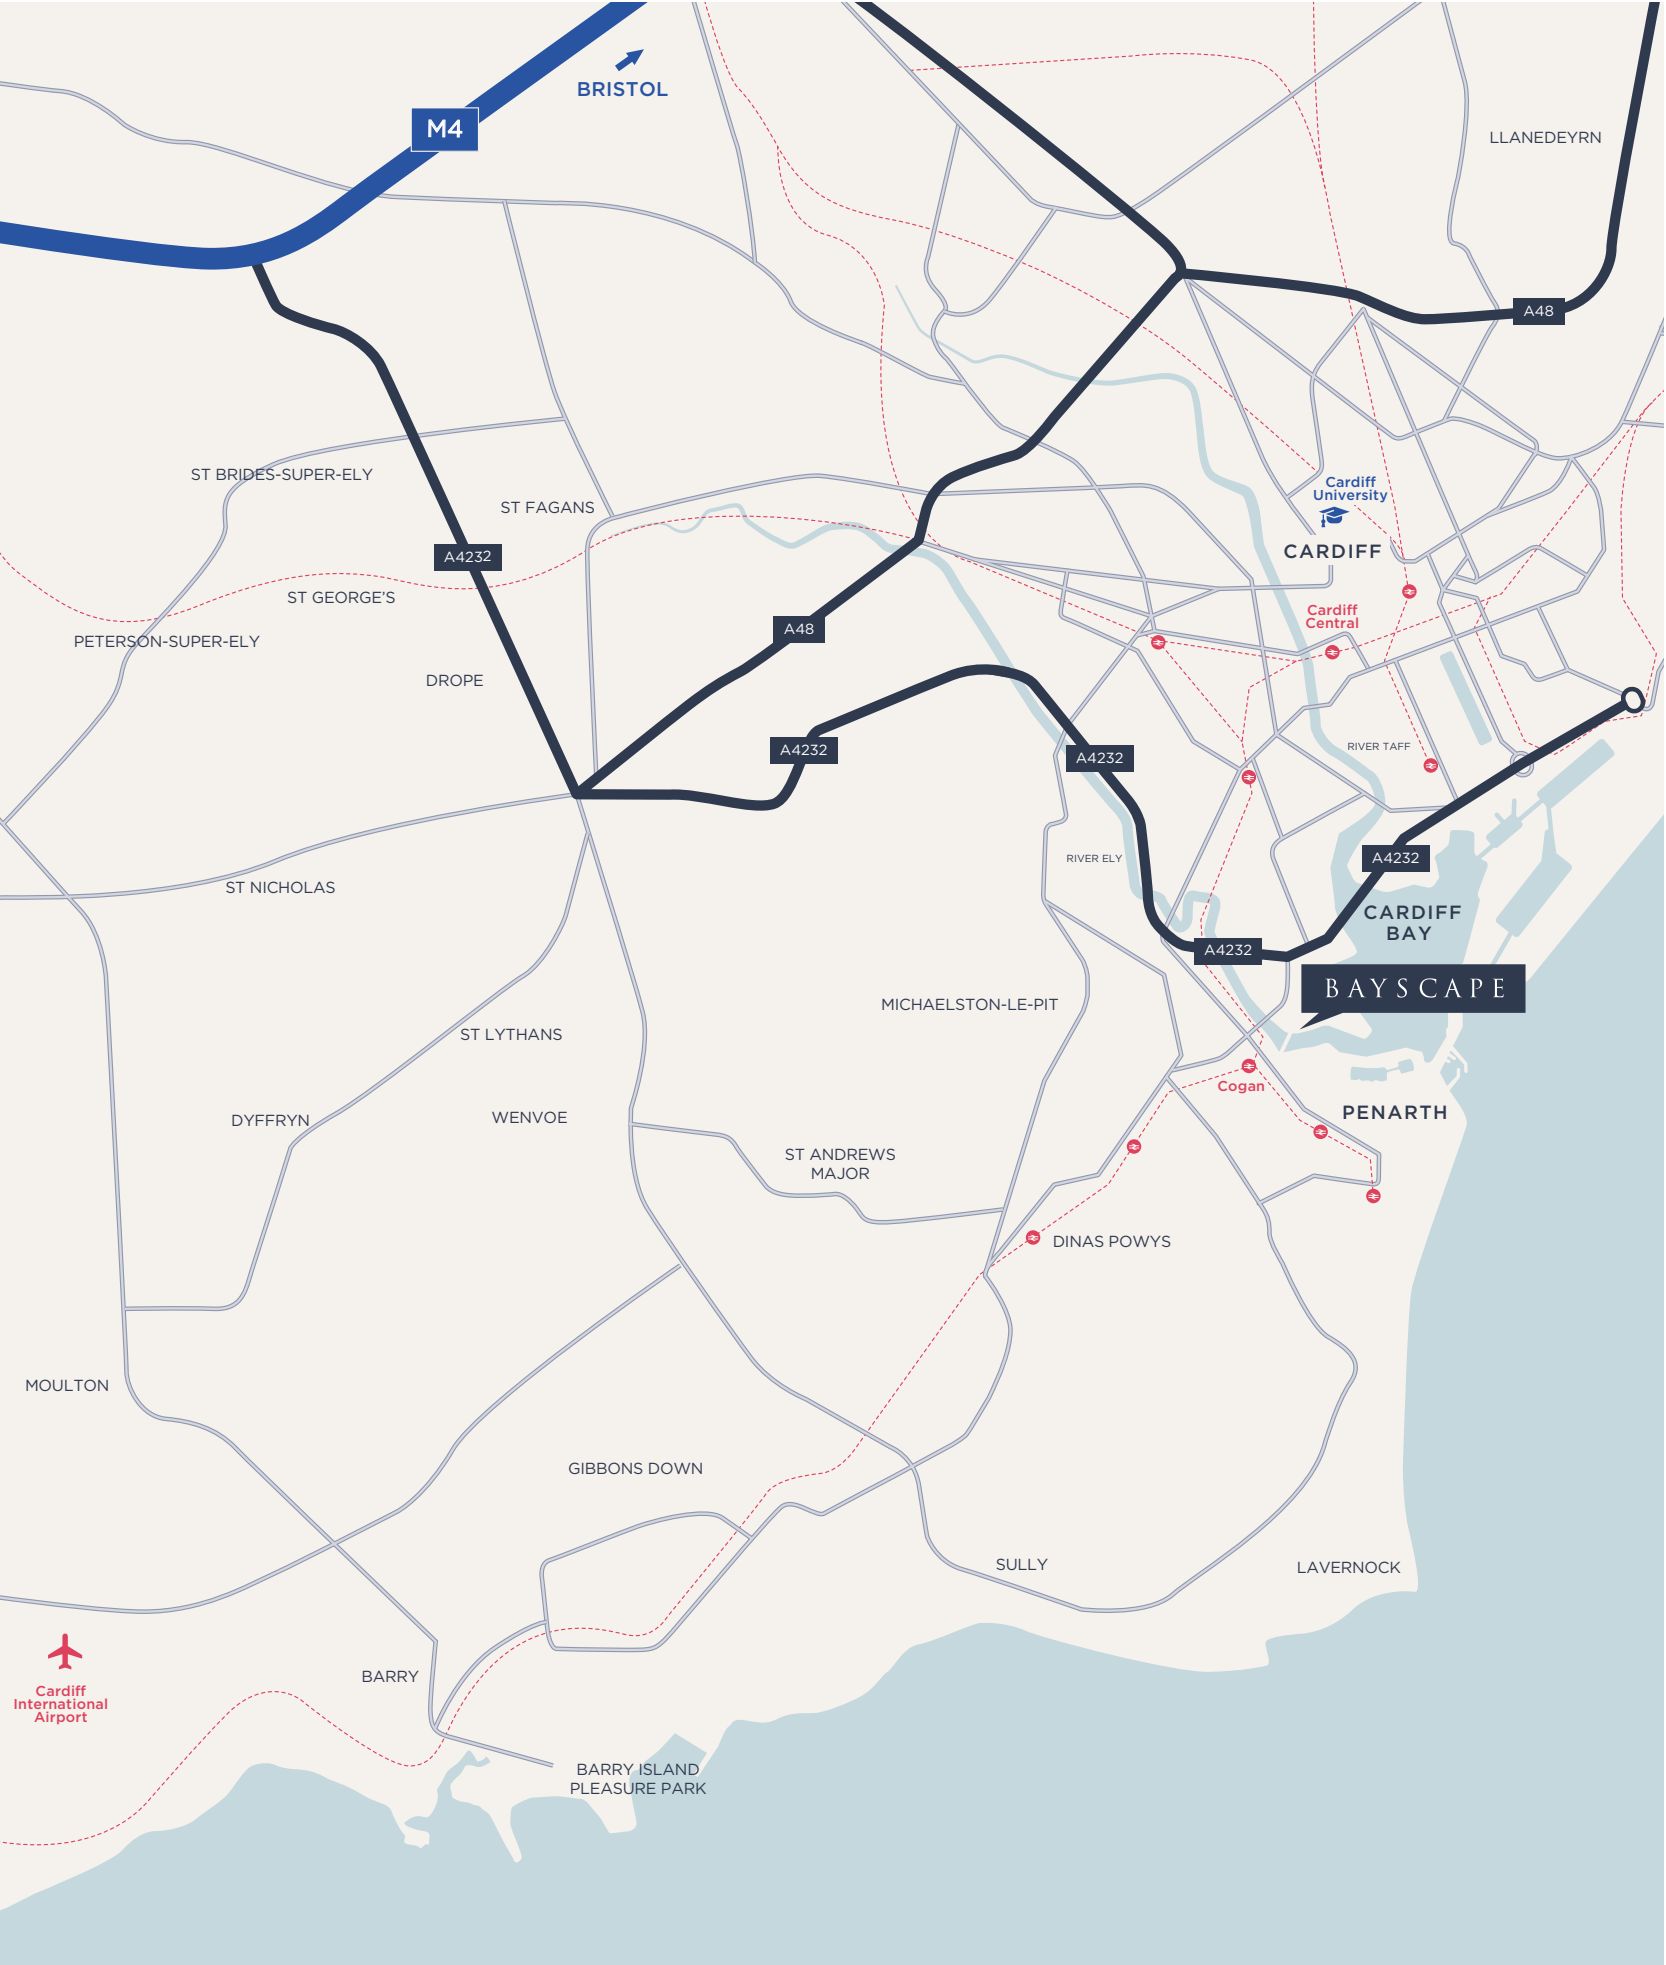 BRISTOL
M4
LLANEDEYRN
A48
ST BRIDES-SUPER-ELY
ST FAGANS
Cardiff
University
CARDIFF
A4232
ST GEORGE'S
PETERSON-SUPER-ELY
A48
Cardiff
Central
DROPE
A4232
A4232
RIVER TAFF
RIVER ELY
A4232
ST NICHOLAS
CARDIFF
BAY
A4232
BAYSCAPE
MICHAELSTON-LE-PIT
ST LYTHANS
Cogan
DYFFRYN
WENVOE
PENARTH
ST ANDREWS
MAJOR
DINAS POWYS
MOULTON
GIBBONS DOWN
SULLY
LAVERNOCK
BARRY
Cardiff
International
Airport
BARRY ISLAND
PLEASURE PARK